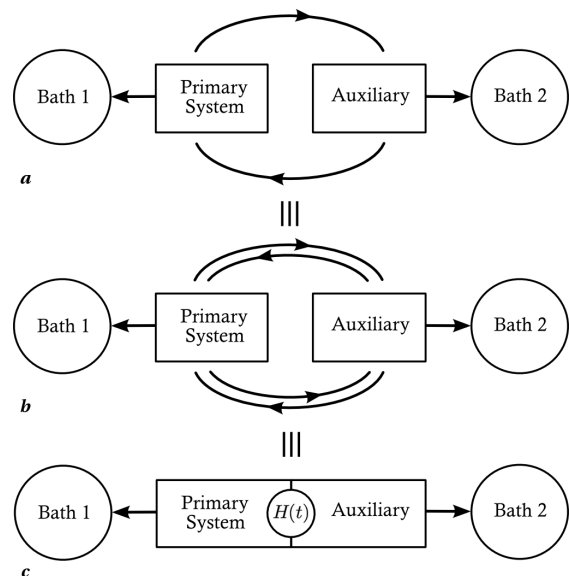 Bath 1
Primary
System
Auxiliary
Bath 2
a
Bath 1
Primary
System
Auxiliary
Bath 2
b
Bath 1
Primary
System
H(t)
Auxiliary
Bath 2
c